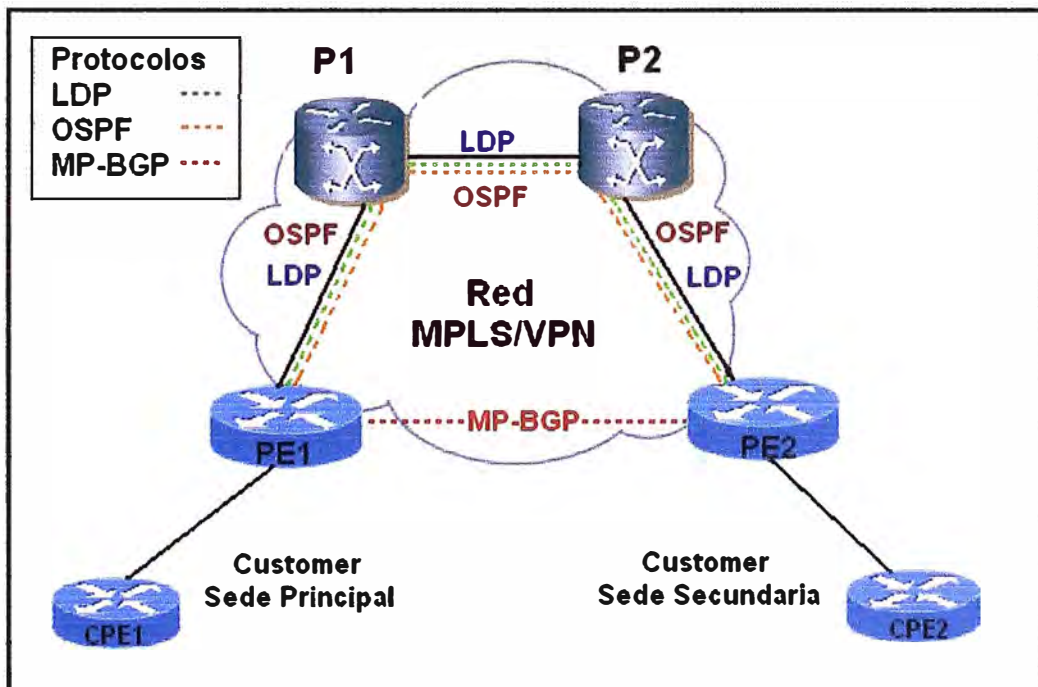 Protocolos
LDP
OSPF
MP-BGP
P1
P2
LDP
OSPF
OSPF
LDP
OSPF
LDP
Red
MPLS/VPN
MP-BGP
PE1
PE2
Customer
Sede Principal
Customer
Sede Secundaria
CPE1
CPE2